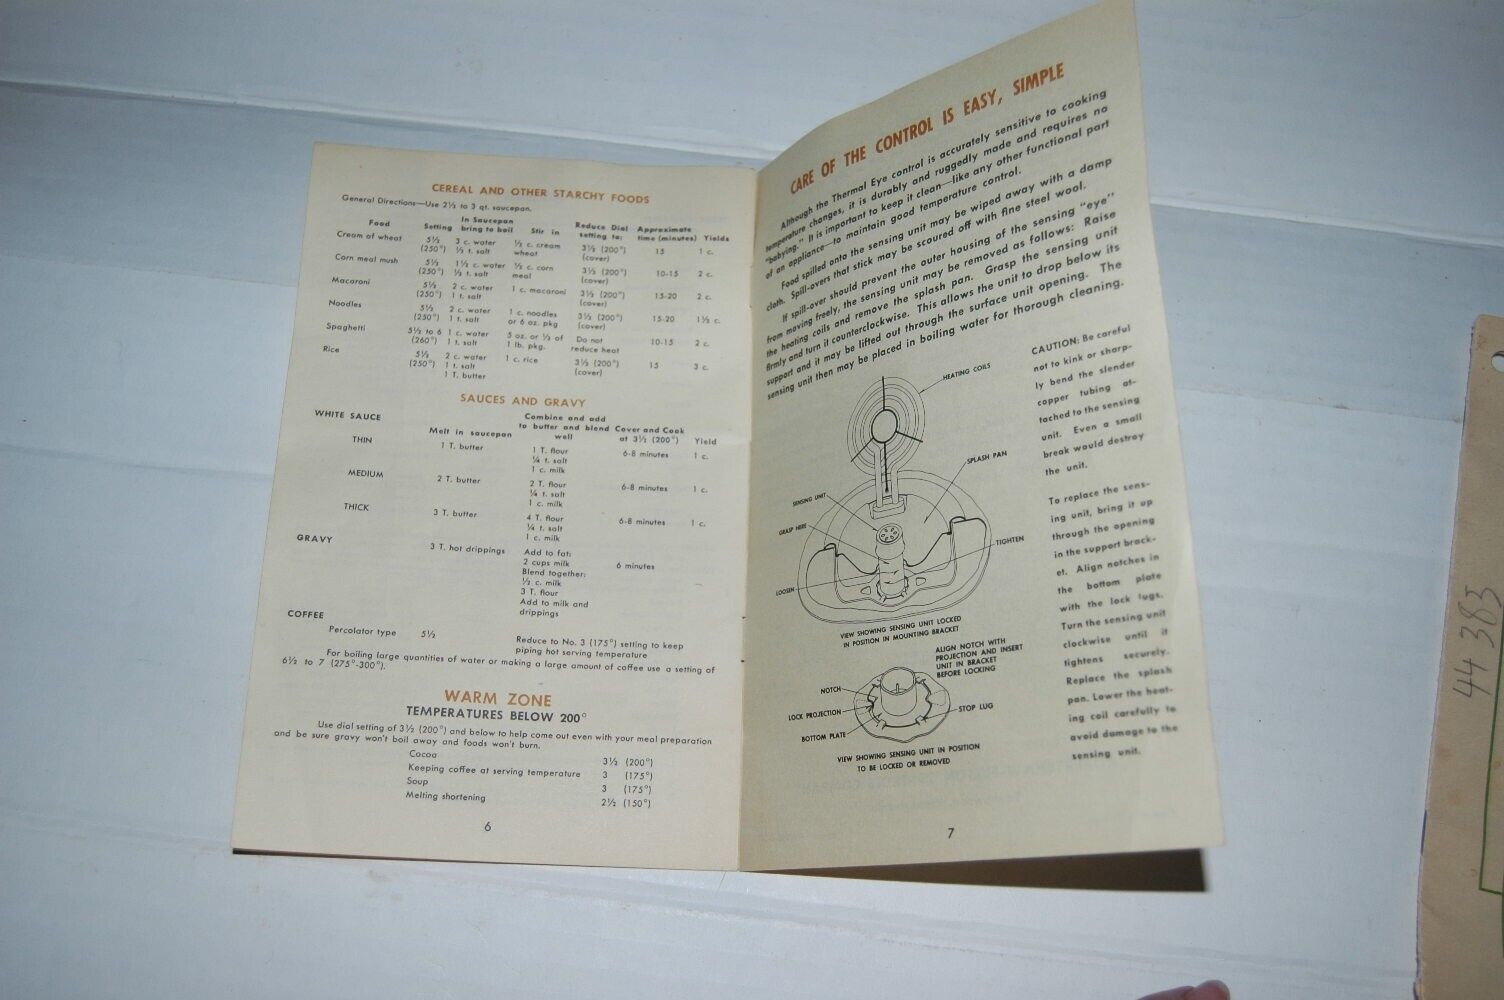 CEREAL AND OTHER STARCHY FOODS
General Directions—Use 2½ to 3 qt. saucepan.
Food Setting In Saucepan bring to boil Stir in Reduce Dial setting to: Approximate time (minutes) Yields
Cream of wheat 5½ (250°) 3 c. water ½ t. salt ½ c. cream wheat 3½ (200°) (cover) 15 1 c.
Corn meal mush 5½ (250°) 1½ c. water ½ t. salt ½ c. corn meal 3½ (200°) (cover) 10-15 2 c.
Macaroni 5½ (250°) 2 c. water 1 t. salt 1 c. macaroni 3½ (200°) (cover) 15-20 2 c.
Noodles 5½ (250°) 2 c. water 1 t. salt 1 c. noodles or 6 oz. pkg 3½ (200°) (cover) 15-20 1½ c.
Spaghetti 5½ to 6 (260°) 1 c. water 1 t. salt 5 oz. or ⅓ of 1 lb. pkg. Do not reduce heat 10-15 2 c.
Rice 5½ (250°) 2 c. water 1 t. salt 1 T. butter 1 c. rice 3½ (200°) (cover) 15 3 c.
SAUCES AND GRAVY
WHITE SAUCE Melt in saucepan Combine and add to butter and blend well Cover and Cook at 3½ (200°) Yield
THIN 1 T. butter 1 T. flour ¼ t. salt 1 c. milk 6-8 minutes 1 c.
MEDIUM 2 T. butter 2 T. flour ¼ t. salt 1 c. milk 6-8 minutes 1 c.
THICK 3 T. butter 4 T. flour ¼ t. salt 1 c. milk 6-8 minutes 1 c.
GRAVY 3 T. hot drippings Add to fat: 2 cups milk 6 minutes
Blend together:
½ c. milk
3 T. flour
Add to milk and
drippings
COFFEE
Percolator type 5½ Reduce to No. 3 (175°) setting to keep
piping hot serving temperature
For boiling large quantities of water or making a large amount of coffee use a setting of
6½ to 7 (275°-300°).
WARM ZONE
TEMPERATURES BELOW 200°
Use dial setting of 3½ (200°) and below to help come out even with your meal preparation
and be sure gravy won't boil away and foods won't burn.
Cocoa 3½ (200°)
Keeping coffee at serving temperature 3 (175°)
Soup 3 (175°)
Melting shortening 2½ (150°)
6
CARE OF THE CONTROL IS EASY, SIMPLE
Although the Thermal Eye control is accurately sensitive to cooking
temperature changes, it is durably and ruggedly made and requires no
"babying." It is important to keep it clean—like any other functional part
of an appliance—to maintain good temperature control.
Food spilled onto the sensing unit may be wiped away with a damp
cloth. Spill-overs that stick may be scoured off with fine steel wool.
If spill-over should prevent the outer housing of the sensing "eye"
from moving freely, the sensing unit may be removed as follows: Raise
the heating coils and remove the splash pan. Grasp the sensing unit
firmly and turn it counterclockwise. This allows the unit to drop below its
support and it may be lifted out through the surface unit opening. The
sensing unit then may be placed in boiling water for thorough cleaning.
HEATING COILS
SPLASH PAN
SENSING UNIT
GRASP HERE
TIGHTEN
LOOSEN
VIEW SHOWING SENSING UNIT LOCKED
IN POSITION IN MOUNTING BRACKET
ALIGN NOTCH WITH
PROJECTION AND INSERT
UNIT IN BRACKET
BEFORE LOCKING
NOTCH
LOCK PROJECTION
STOP LUG
BOTTOM PLATE
VIEW SHOWING SENSING UNIT IN POSITION
TO BE LOCKED OR REMOVED
CAUTION: Be careful
not to kink or sharp-
ly bend the slender
copper tubing at-
tached to the sensing
unit. Even a small
break would destroy
the unit.
To replace the sens-
ing unit, bring it up
through the opening
in the support brack-
et. Align notches in
the bottom plate
with the lock lugs.
Turn the sensing unit
clockwise until it
tightens securely.
Replace the splash
pan. Lower the heat-
ing coil carefully to
avoid damage to the
sensing unit.
7
44 383